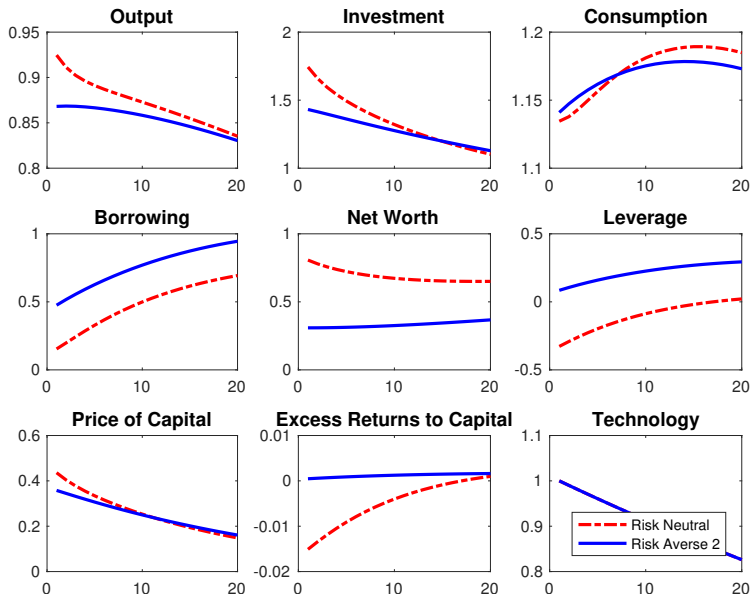 Output Investment Consumption
0.95 2 1.2
0.9
1.5 1.15
0.85
0.8 1 1.1
0 10 20 0 10 20 0 10 20
Borrowing Net Worth Leverage
1 1 0.5
0.5 0.5 0
0 0 -0.5
0 10 20 0 10 20 0 10 20
Price of Capital Excess Returns to Capital Technology
0.6 0.01 1.1
0.4 0 1
0.2 -0.01 0.9
Risk Neutral
Risk Averse 2
0 -0.02 0.8
0 10 20 0 10 20 0 10 20